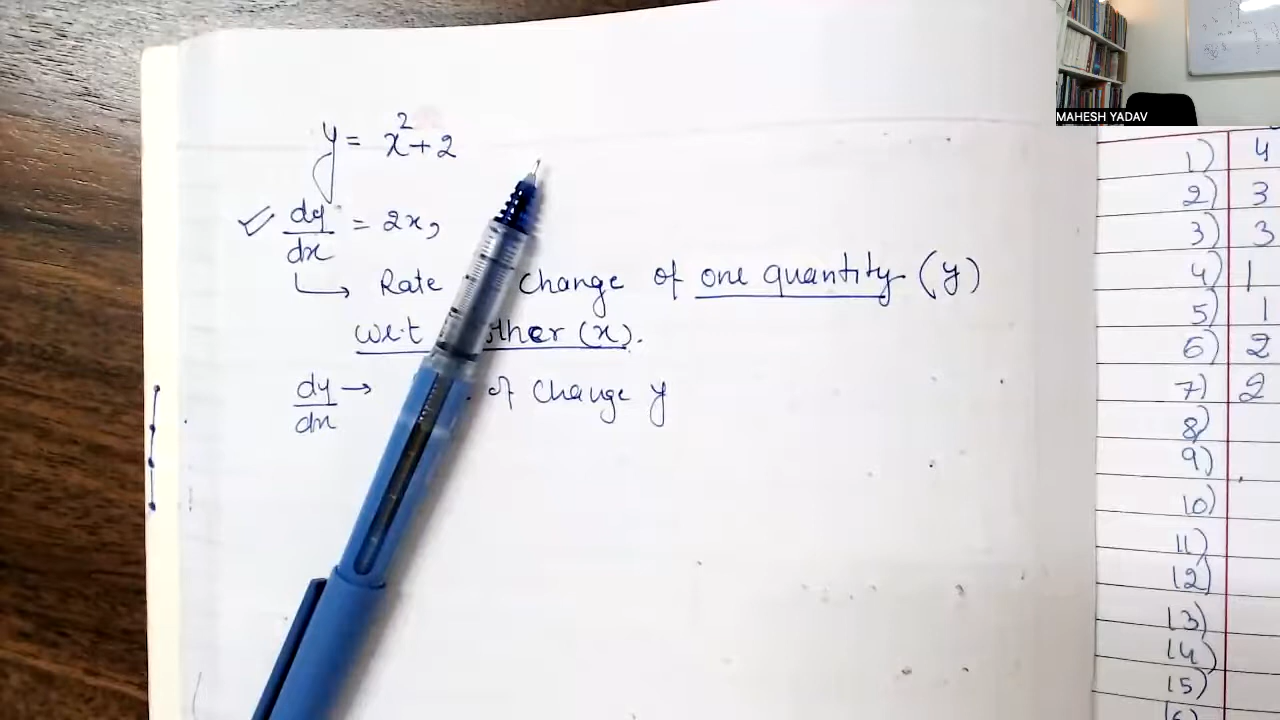 y = x²+2
dy/dx = 2x,
Rate change of one quantity (y)
w.r.t other (x).
dy/dx → of change y
MAHESH YADAV
1) 4
2) 3
3) 3
4) 1
5) 1
6) 2
7) 2
8)
9)
10)
11)
12)
13)
14)
15)